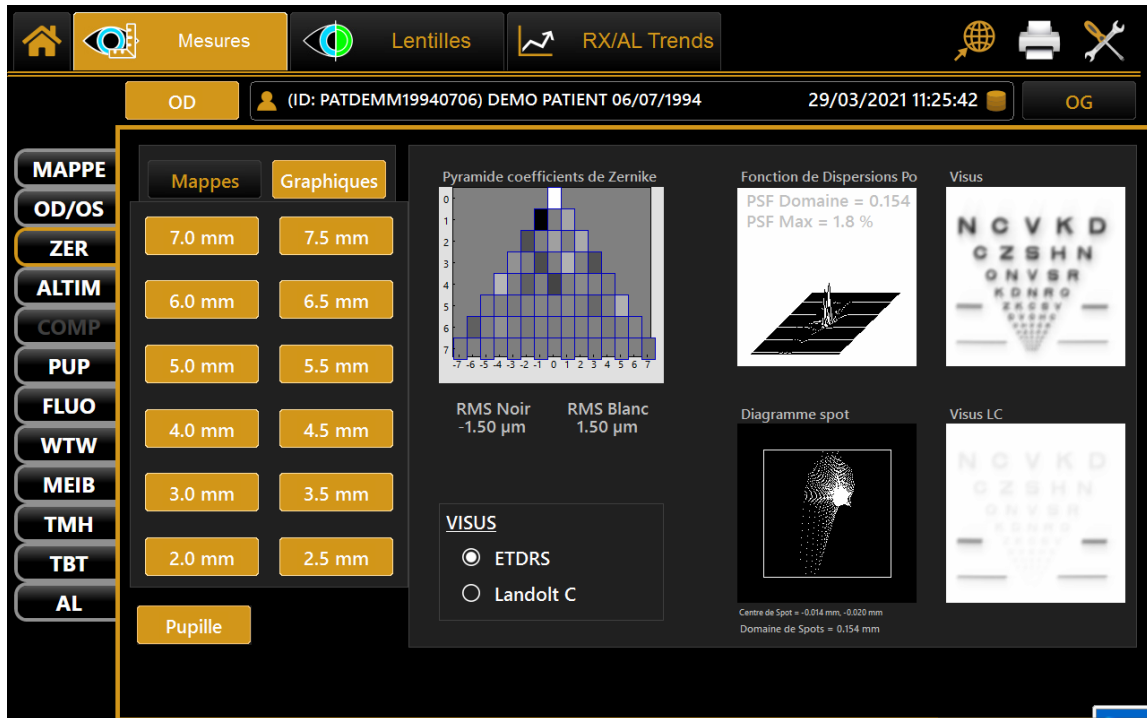 Mesures Lentilles RX/AL Trends
OD (ID: PATDEMM19940706) DEMO PATIENT 06/07/1994 29/03/2021 11:25:42 OG
MAPPE
OD/OS
ZER
ALTIM
COMP
PUP
FLUO
WTW
MEIB
TMH
TBT
AL
Mappes Graphiques
7.0 mm 7.5 mm
6.0 mm 6.5 mm
5.0 mm 5.5 mm
4.0 mm 4.5 mm
3.0 mm 3.5 mm
2.0 mm 2.5 mm
Pupille
Pyramide coefficients de Zernike
0
1
2
3
4
5
6
7
-7 -6 -5 -4 -3 -2 -1 0 1 2 3 4 5 6 7
RMS Noir RMS Blanc
-1.50 µm 1.50 µm
VISUS
ETDRS
Landolt C
Fonction de Dispersions Po
PSF Domaine = 0.154
PSF Max = 1.8 %
Visus
N C V K D
C Z S H N
O N V S R
K D N R O
Z K C S V
Diagramme spot
Centre de Spot = -0.014 mm, -0.020 mm
Domaine de Spots = 0.154 mm
Visus LC
N C V K D
C Z S H N
O N V S R
K D N R O